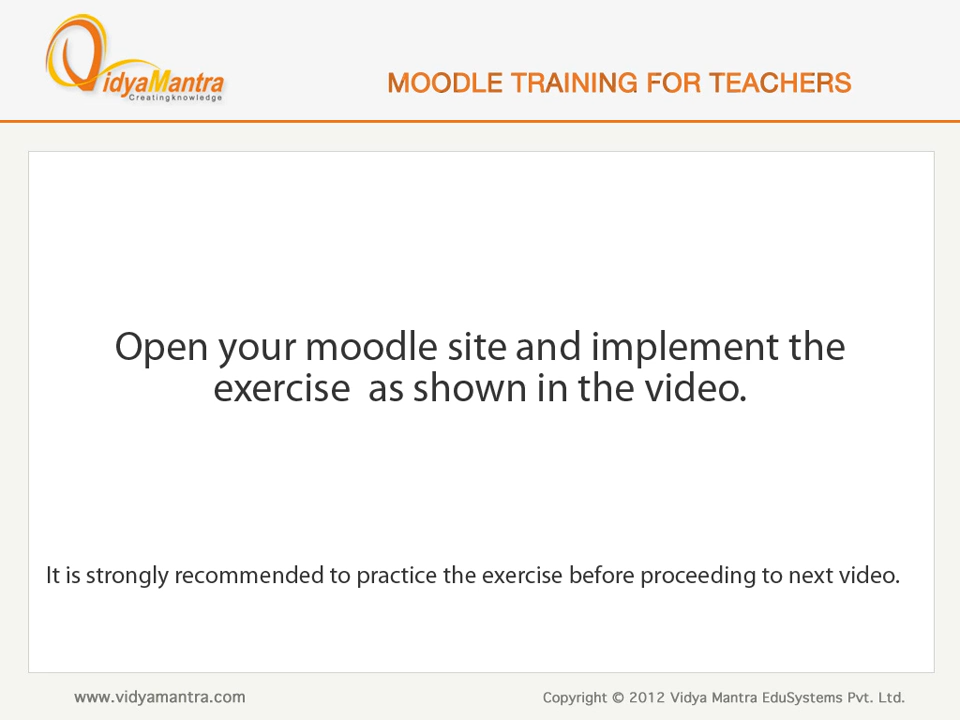 VidyaMantra
Creatingknowledge
MOODLE TRAINING FOR TEACHERS
Open your moodle site and implement the
exercise as shown in the video.
It is strongly recommended to practice the exercise before proceeding to next video.
www.vidyamantra.com
Copyright © 2012 Vidya Mantra EduSystems Pvt. Ltd.